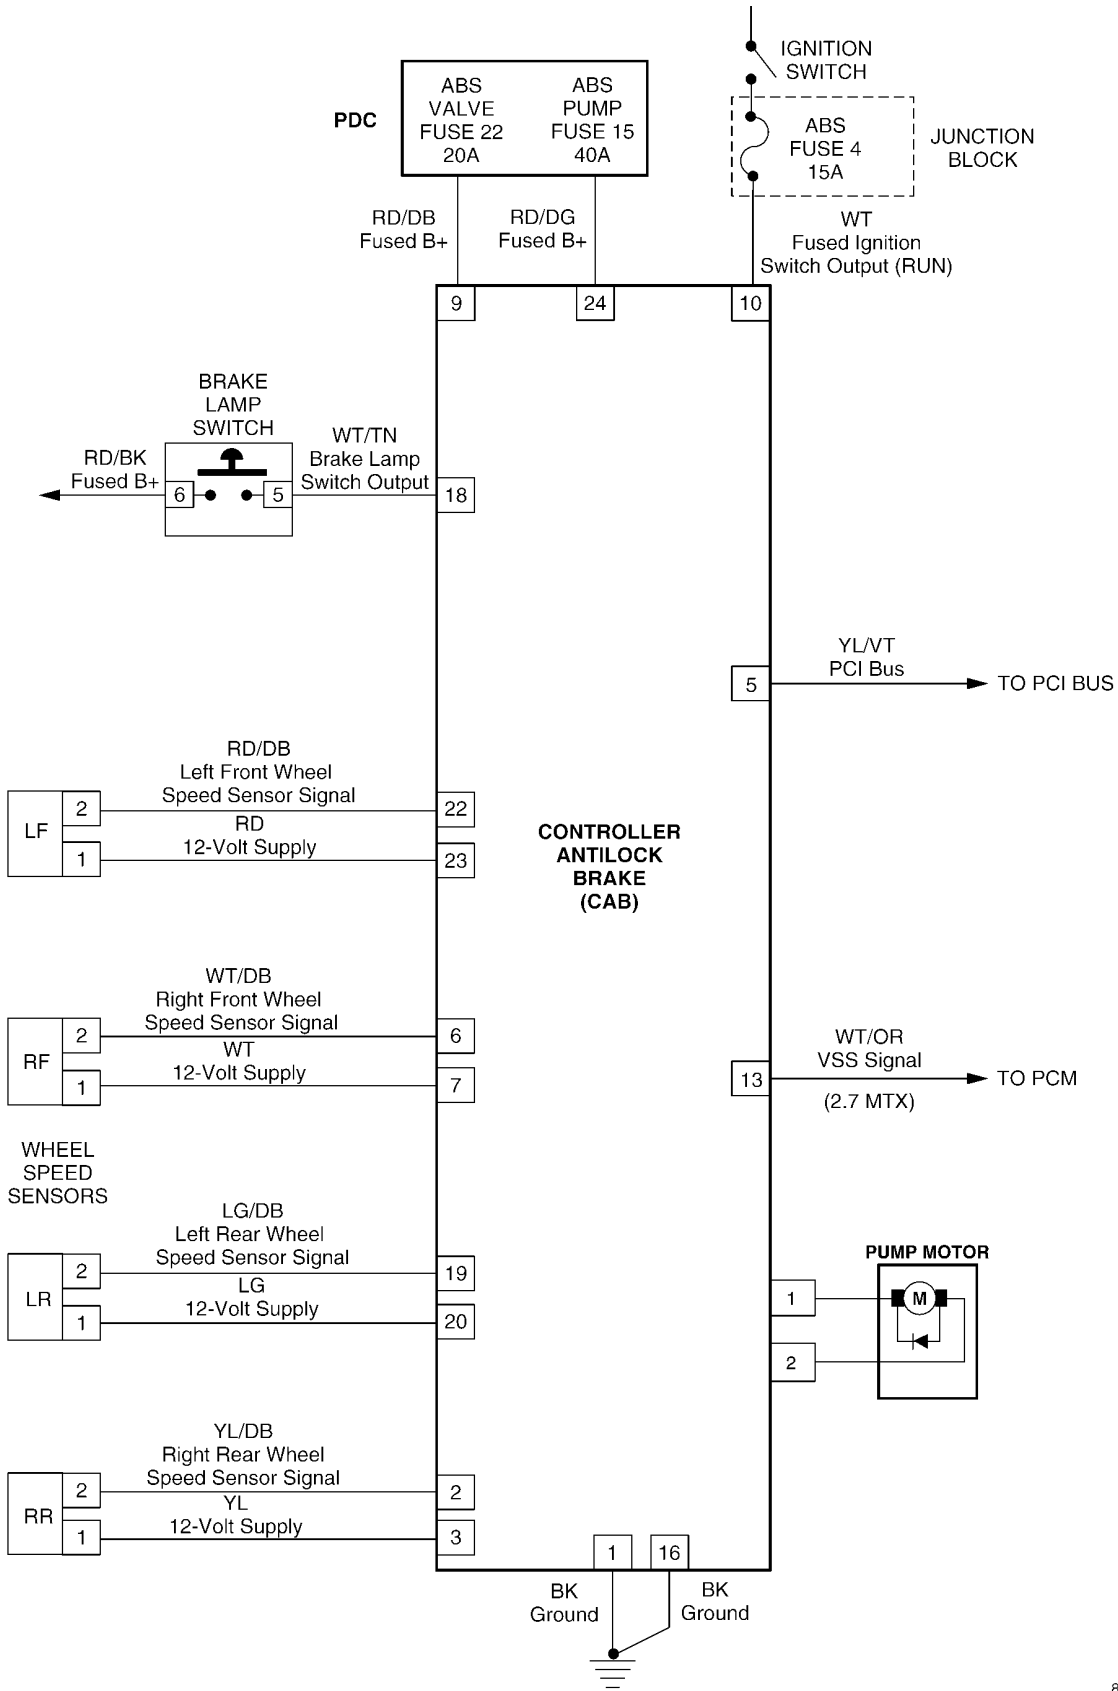 IGNITION
SWITCH
PDC
ABS
VALVE
FUSE 22
20A
ABS
PUMP
FUSE 15
40A
ABS
FUSE 4
15A
JUNCTION
BLOCK
RD/DB
Fused B+
RD/DG
Fused B+
WT
Fused Ignition
Switch Output (RUN)
9
24
10
BRAKE
LAMP
SWITCH
RD/BK
Fused B+
6
5
WT/TN
Brake Lamp
Switch Output
18
YL/VT
PCI Bus
5
TO PCI BUS
RD/DB
Left Front Wheel
Speed Sensor Signal
LF
2
22
RD
12-Volt Supply
1
23
CONTROLLER
ANTILOCK
BRAKE
(CAB)
WT/DB
Right Front Wheel
Speed Sensor Signal
RF
2
6
WT
12-Volt Supply
1
7
WT/OR
VSS Signal
13
TO PCM
(2.7 MTX)
WHEEL
SPEED
SENSORS
LG/DB
Left Rear Wheel
Speed Sensor Signal
LR
2
19
LG
12-Volt Supply
1
20
PUMP MOTOR
1
M
2
YL/DB
Right Rear Wheel
Speed Sensor Signal
RR
2
2
YL
12-Volt Supply
1
3
1
16
BK
Ground
BK
Ground
8